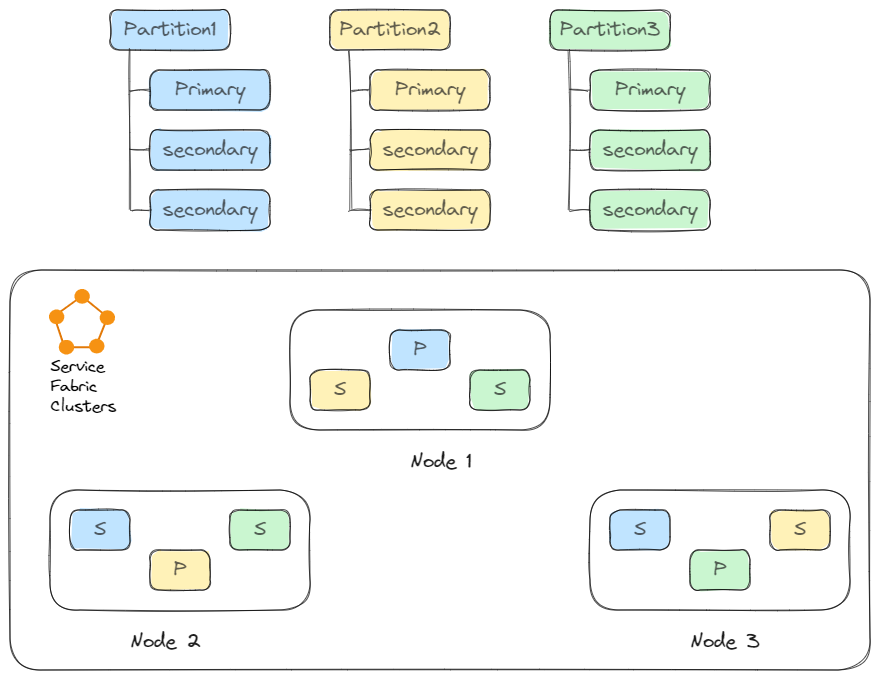 Partition1
Partition2
Partition3
Primary
Primary
Primary
secondary
secondary
secondary
secondary
secondary
secondary
Service
Fabric
Clusters
P
S
S
Node 1
S
S
P
Node 2
S
S
P
Node 3